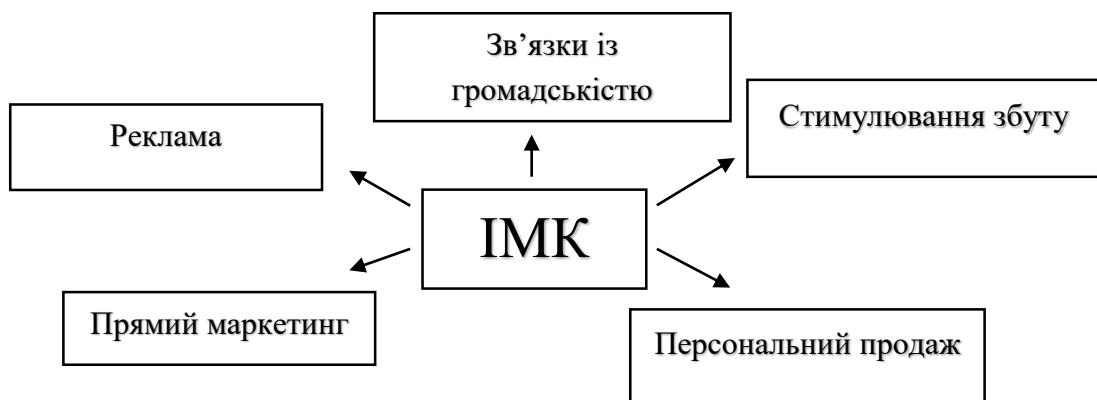 Зв’язки із
громадськістю
Реклама
Стимулювання збуту
ІМК
Прямий маркетинг
Персональний продаж